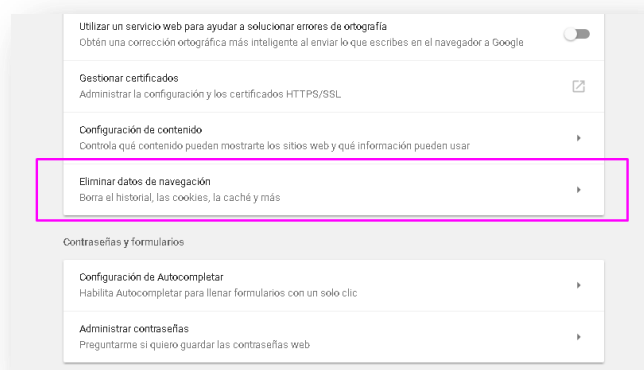 Utilizar un servicio web para ayudar a solucionar errores de ortografía
Obtén una corrección ortográfica más inteligente al enviar lo que escribes en el navegador a Google
Gestionar certificados
Administrar la configuración y los certificados HTTPS/SSL
Configuración de contenido
Controla qué contenido pueden mostrarte los sitios web y qué información pueden usar
Eliminar datos de navegación
Borra el historial, las cookies, la caché y más
Contraseñas y formularios
Configuración de Autocompletar
Habilita Autocompletar para llenar formularios con un solo clic
Administrar contraseñas
Preguntarme si quiero guardar las contraseñas web